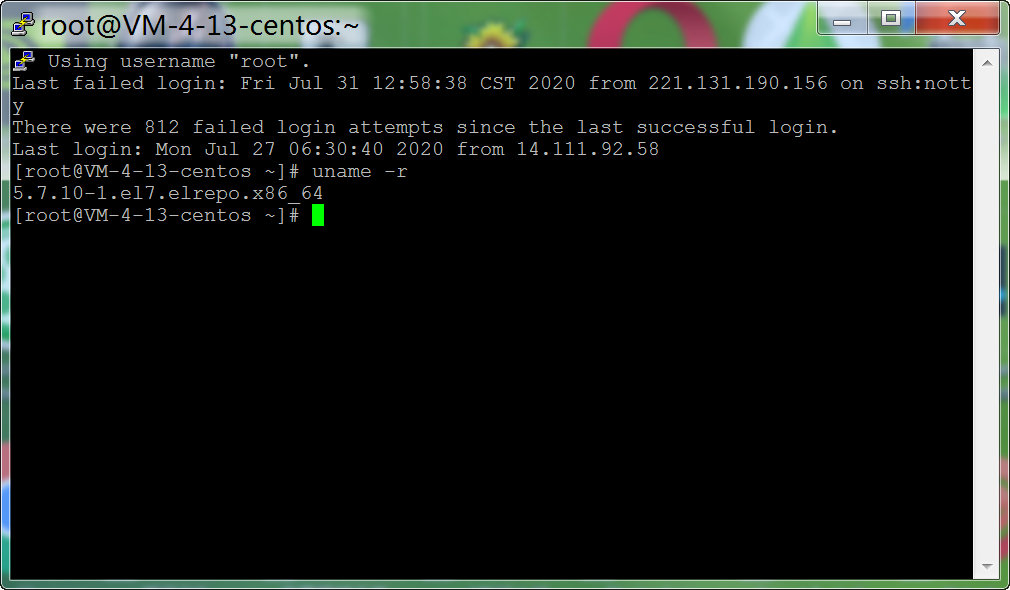 root@VM-4-13-centos:~
Using username "root".
Last failed login: Fri Jul 31 12:58:38 CST 2020 from 221.131.190.156 on ssh:nott
y
There were 812 failed login attempts since the last successful login.
Last login: Mon Jul 27 06:30:40 2020 from 14.111.92.58
[root@VM-4-13-centos ~]# uname -r
5.7.10-1.el7.elrepo.x86_64
[root@VM-4-13-centos ~]#